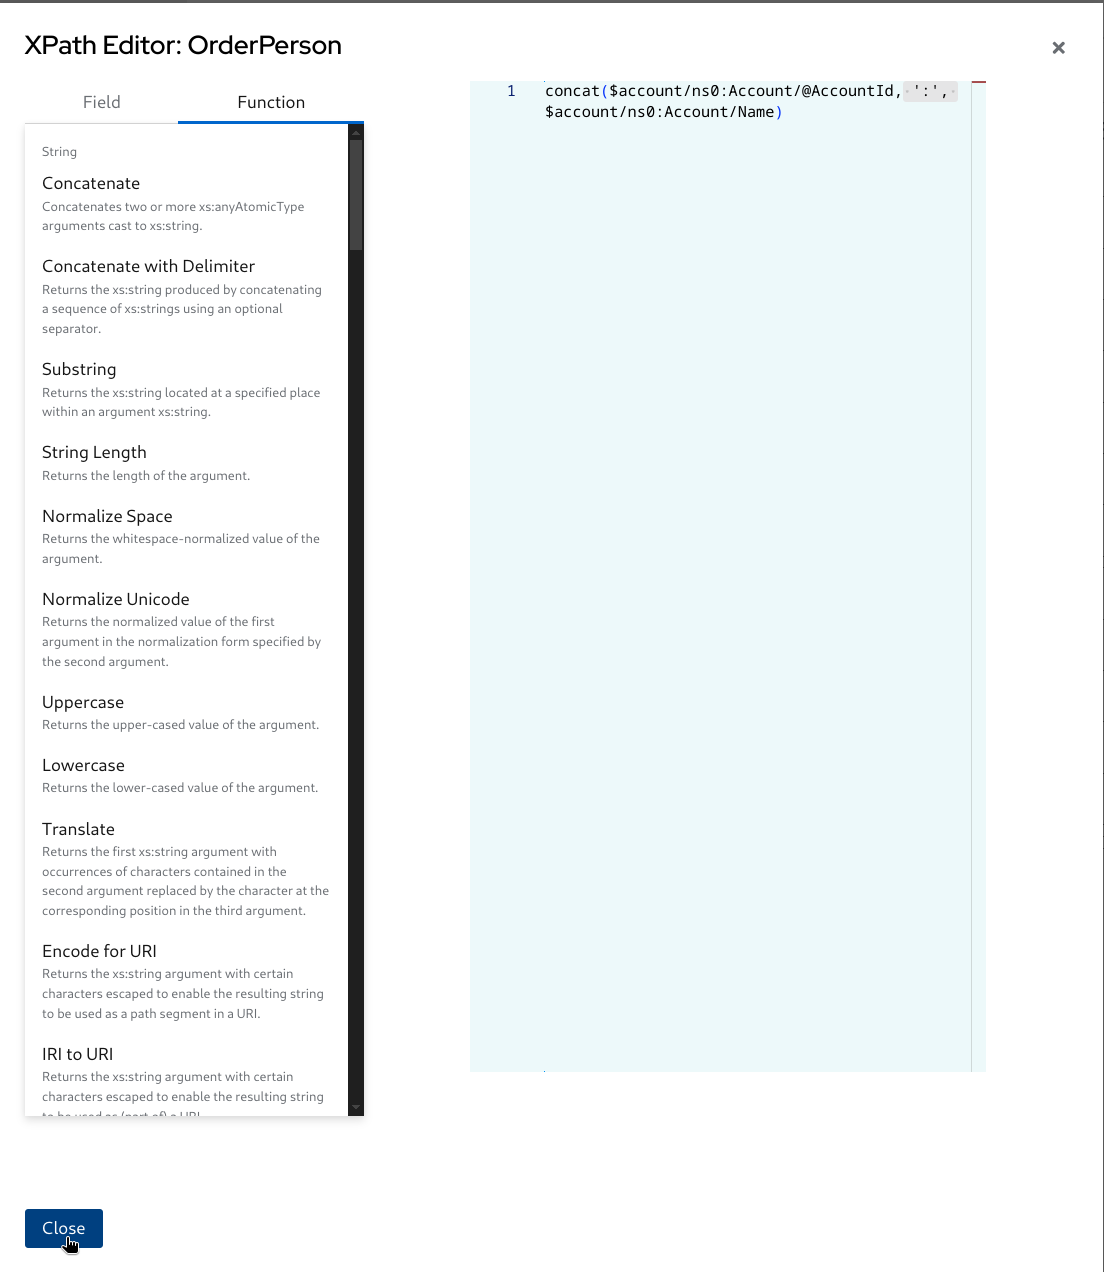 XPath Editor: OrderPerson
Field
Function
String
Concatenate
Concatenates two or more xs:anyAtomicType
arguments cast to xs:string.
Concatenate with Delimiter
Returns the xs:string produced by concatenating
a sequence of xs:strings using an optional
separator.
Substring
Returns the xs:string located at a specified place
within an argument xs:string.
String Length
Returns the length of the argument.
Normalize Space
Returns the whitespace-normalized value of the
argument.
Normalize Unicode
Returns the normalized value of the first
argument in the normalization form specified by
the second argument.
Uppercase
Returns the upper-cased value of the argument.
Lowercase
Returns the lower-cased value of the argument.
Translate
Returns the first xs:string argument with
occurrences of characters contained in the
second argument replaced by the character at the
corresponding position in the third argument.
Encode for URI
Returns the xs:string argument with certain
characters escaped to enable the resulting string
to be used as a path segment in a URI.
IRI to URI
Returns the xs:string argument with certain
characters escaped to enable the resulting string
to be used as (part of) a URI
1 concat($account/ns0:Account/@AccountId, ':',
$account/ns0:Account/Name)
Close